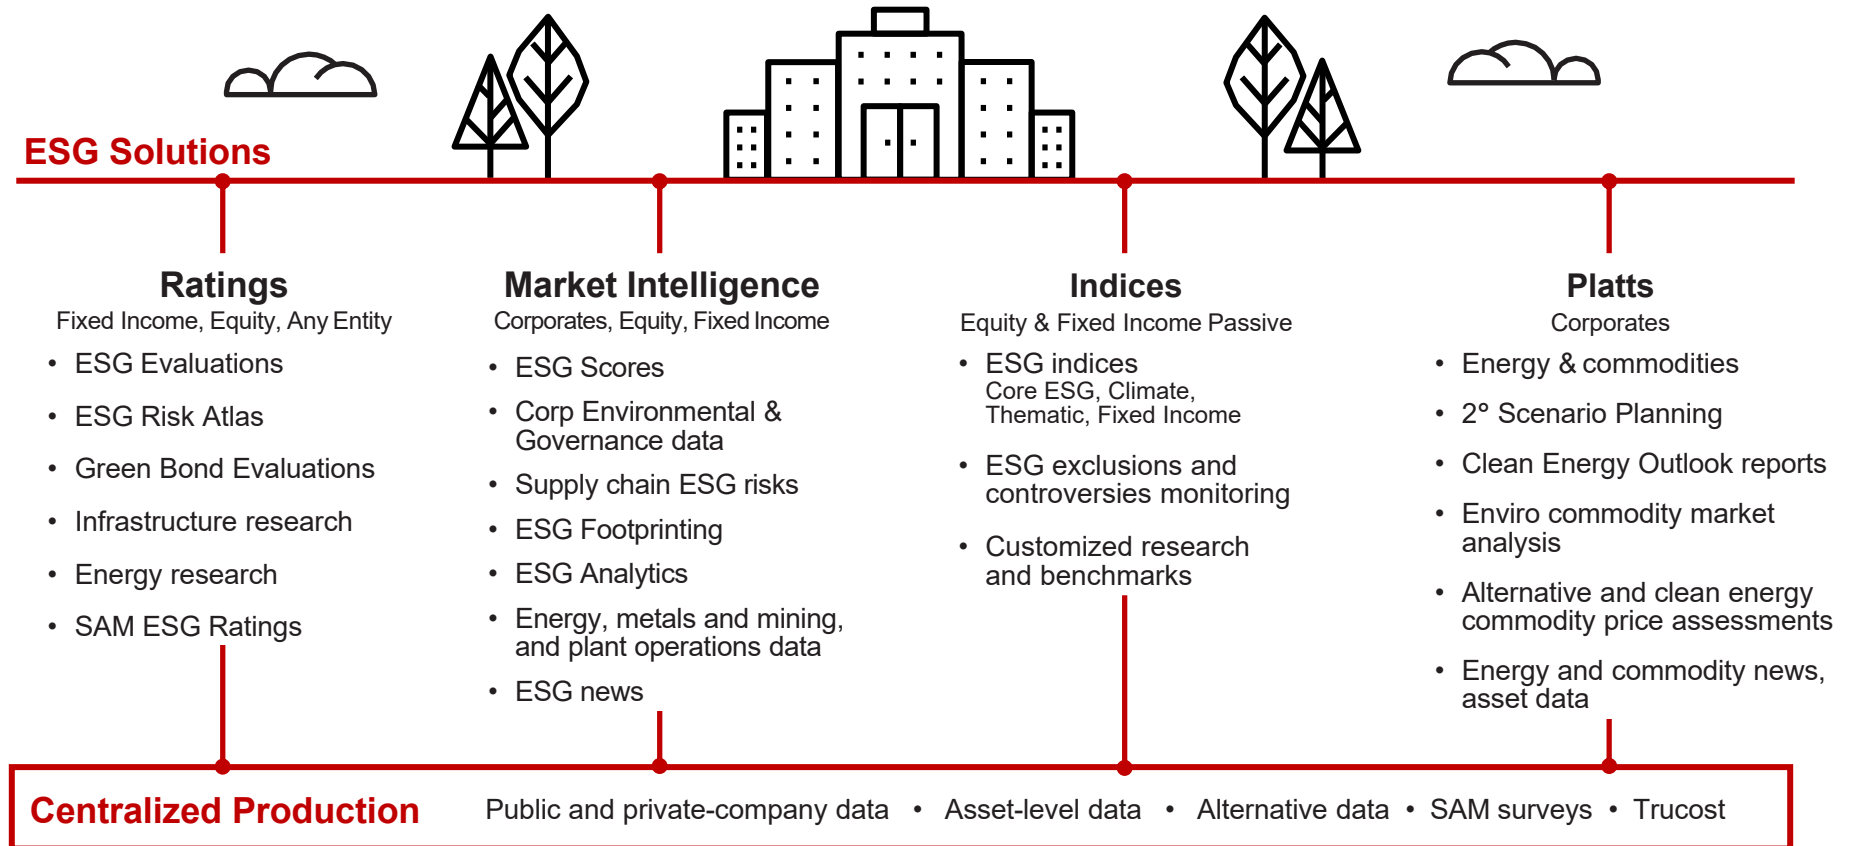 ESG Solutions
Ratings
Fixed Income, Equity, Any Entity
• ESG Evaluations
• ESG Risk Atlas
• Green Bond Evaluations
• Infrastructure research
• Energy research
• SAM ESG Ratings
Market Intelligence
Corporates, Equity, Fixed Income
• ESG Scores
• Corp Environmental &
Governance data
• Supply chain ESG risks
• ESG Footprinting
• ESG Analytics
• Energy, metals and mining,
and plant operations data
• ESG news
Indices
Equity & Fixed Income Passive
• ESG indices
Core ESG, Climate,
Thematic, Fixed Income
• ESG exclusions and
controversies monitoring
• Customized research
and benchmarks
Platts
Corporates
• Energy & commodities
• 2° Scenario Planning
• Clean Energy Outlook reports
• Enviro commodity market
analysis
• Alternative and clean energy
commodity price assessments
• Energy and commodity news,
asset data
Centralized Production
Public and private-company data • Asset-level data • Alternative data • SAM surveys • Trucost